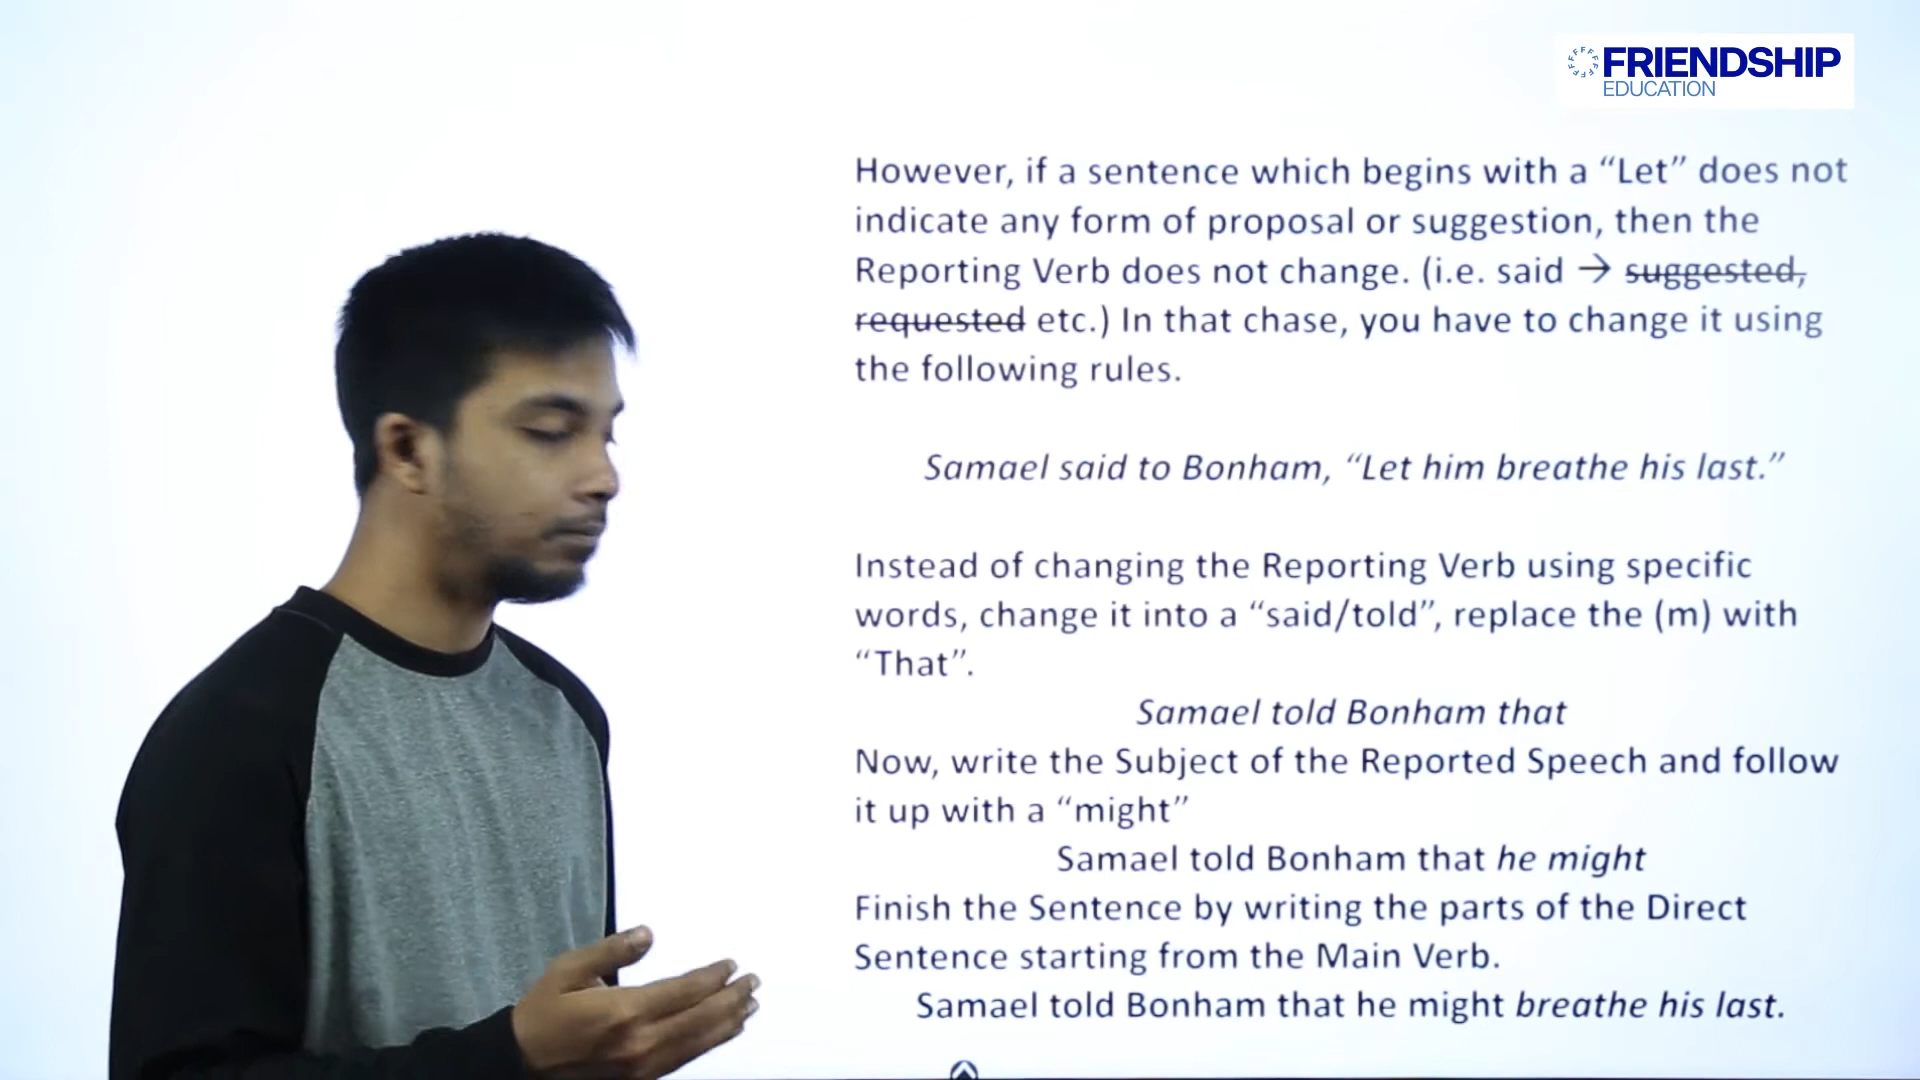 FRIENDSHIP
EDUCATION
However, if a sentence which begins with a “Let” does not
indicate any form of proposal or suggestion, then the
Reporting Verb does not change. (i.e. said → suggested,
requested etc.) In that chase, you have to change it using
the following rules.
Samael said to Bonham, “Let him breathe his last.”
Instead of changing the Reporting Verb using specific
words, change it into a “said/told”, replace the (m) with
“That”.
Samael told Bonham that
Now, write the Subject of the Reported Speech and follow
it up with a “might”
Samael told Bonham that he might
Finish the Sentence by writing the parts of the Direct
Sentence starting from the Main Verb.
Samael told Bonham that he might breathe his last.